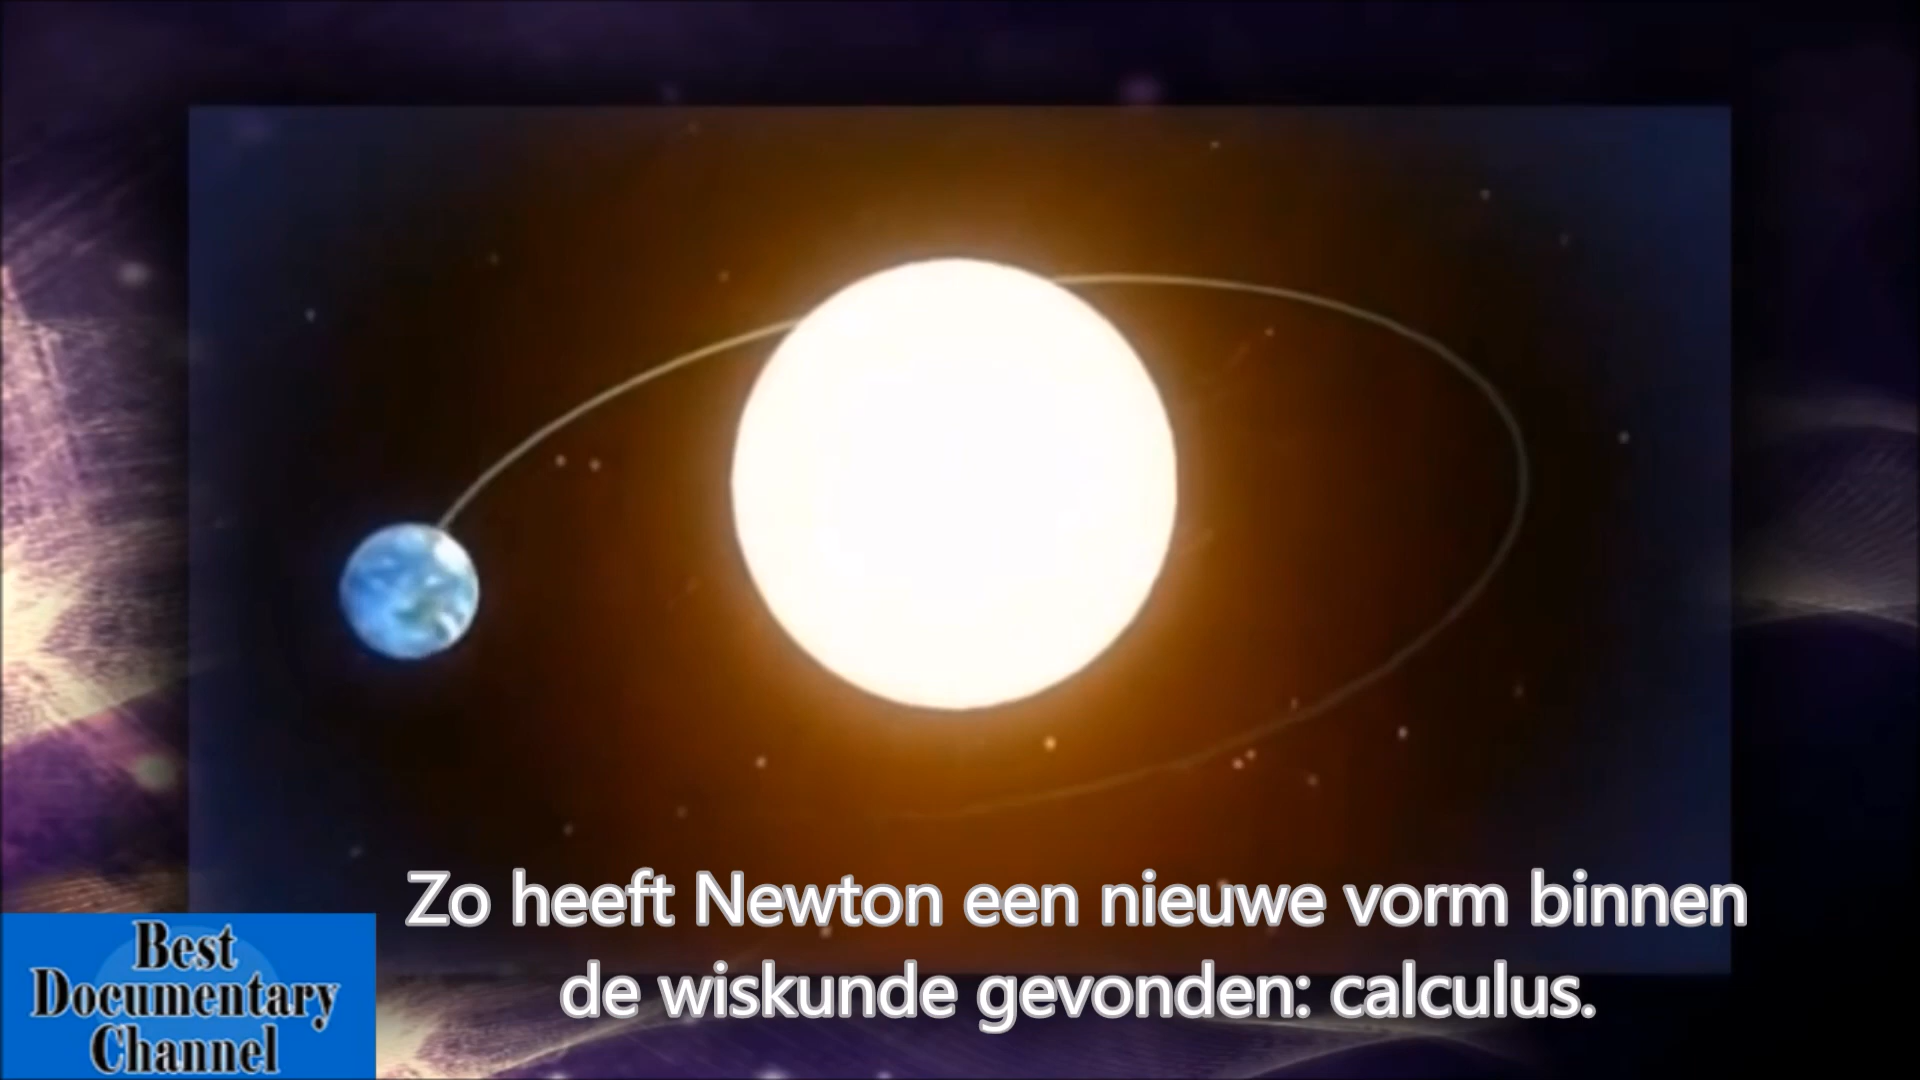 Zo heeft Newton een nieuwe vorm binnen
de wiskunde gevonden: calculus.
Best
Documentary
Channel